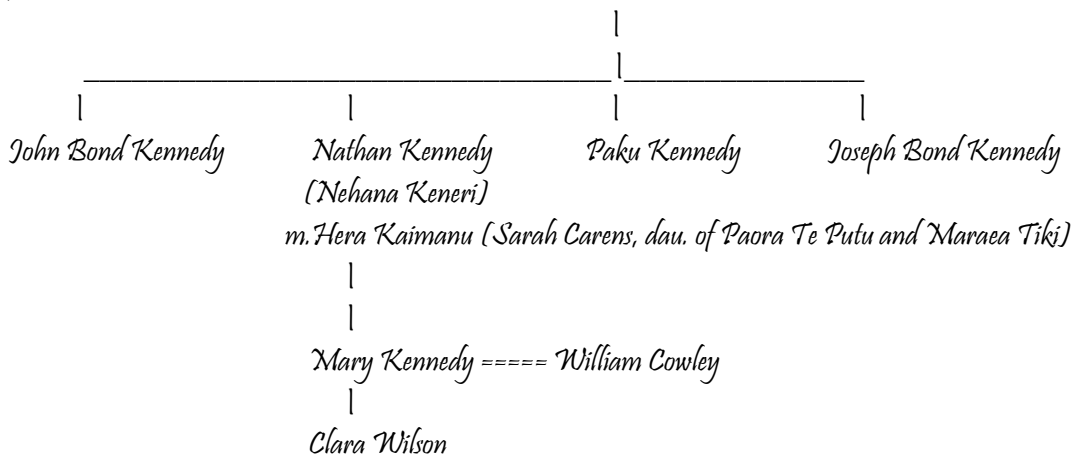 John Bond Kennedy Nathan Kennedy Paku Kennedy Joseph Bond Kennedy
(Nehana Keneri)
m.Hera Kaimanu (Sarah Carens, dau. of Paora Te Putu and Maraea Tiki)
Mary Kennedy ===== William Cowley
Clara Wilson